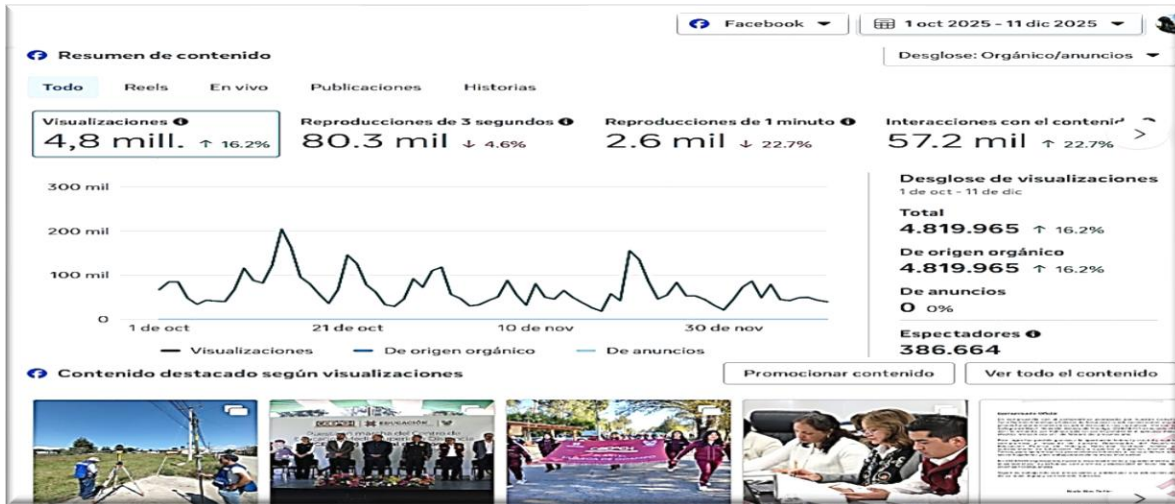 Facebook
1 oct 2025 - 11 dic 2025
Resumen de contenido
Desglose: Orgánico/anuncios
Todo Reels En vivo Publicaciones Historias
Visualizaciones
4,8 mill. ↑ 16.2%
Reproducciones de 3 segundos
80.3 mil ↓ 4.6%
Reproducciones de 1 minuto
2.6 mil ↓ 22.7%
Interacciones con el conteni
57.2 mil ↑ 22.7%
300 mil
200 mil
100 mil
0
1 de oct 21 de oct 10 de nov 30 de nov
Visualizaciones De origen orgánico De anuncios
Desglose de visualizaciones
1 de oct - 11 de dic
Total
4.819.965 ↑ 16.2%
De origen orgánico
4.819.965 ↑ 16.2%
De anuncios
0 0%
Espectadores
386.664
Contenido destacado según visualizaciones
Promocionar contenido
Ver todo el contenido
EDUCACIÓN